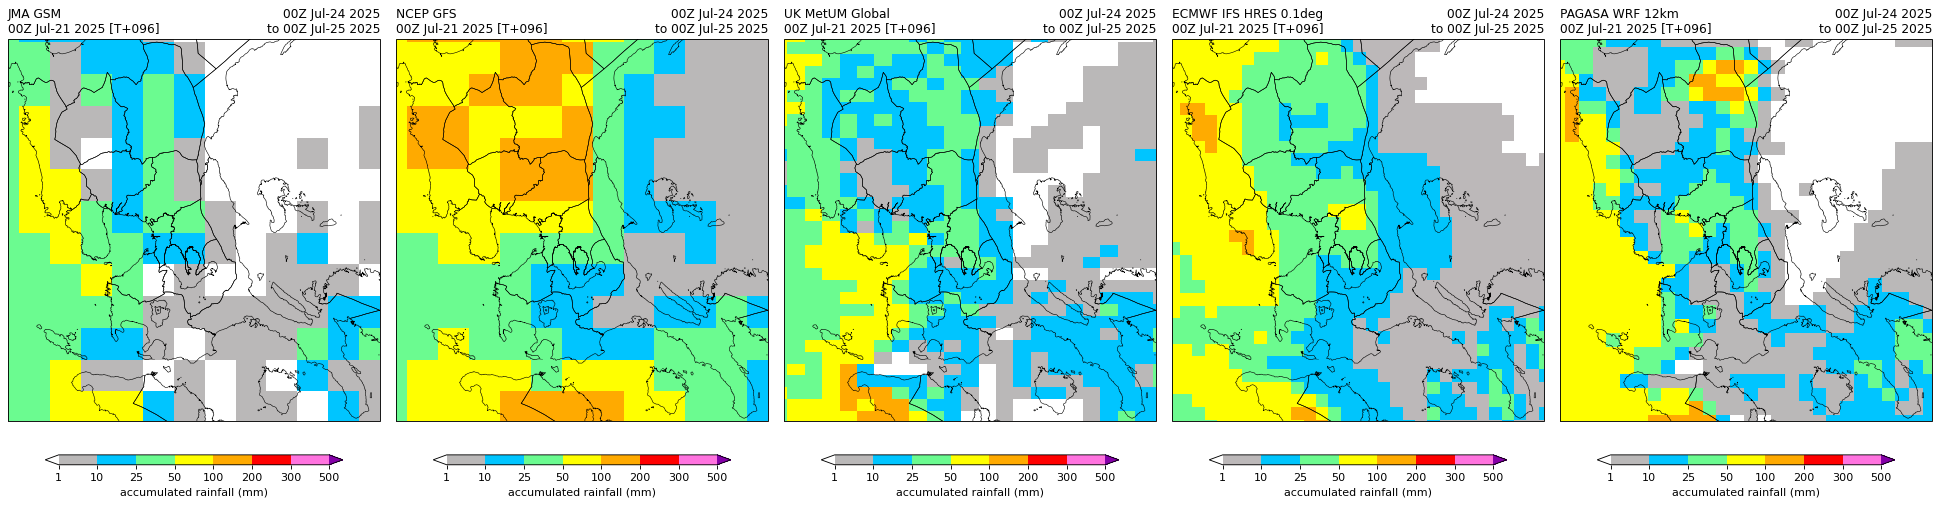 JMA GSM
00Z Jul-21 2025 [T+096]
00Z Jul-24 2025
to 00Z Jul-25 2025
NCEP GFS
00Z Jul-21 2025 [T+096]
00Z Jul-24 2025
to 00Z Jul-25 2025
UK MetUM Global
00Z Jul-21 2025 [T+096]
00Z Jul-24 2025
to 00Z Jul-25 2025
ECMWF IFS HRES 0.1deg
00Z Jul-21 2025 [T+096]
00Z Jul-24 2025
to 00Z Jul-25 2025
PAGASA WRF 12km
00Z Jul-21 2025 [T+096]
00Z Jul-24 2025
to 00Z Jul-25 2025
1 10 25 50 100 200 300 500
accumulated rainfall (mm)
1 10 25 50 100 200 300 500
accumulated rainfall (mm)
1 10 25 50 100 200 300 500
accumulated rainfall (mm)
1 10 25 50 100 200 300 500
accumulated rainfall (mm)
1 10 25 50 100 200 300 500
accumulated rainfall (mm)